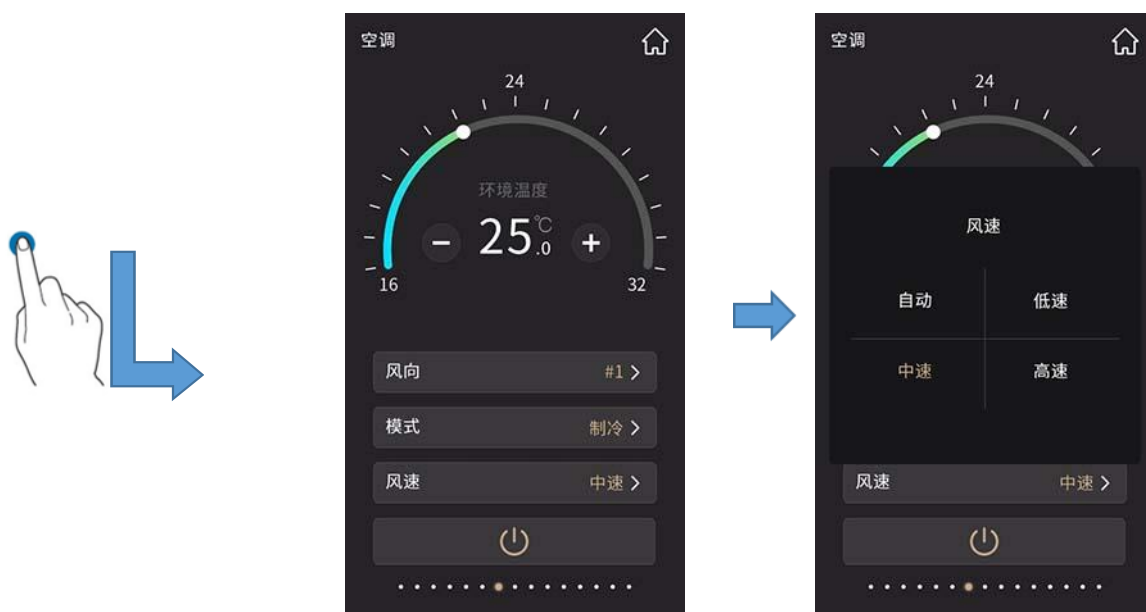 空调
24
环境温度
− 25.0 ℃ +
16 32
风向 #1 >
模式 制冷 >
风速 中速 >
空调
24
风速
自动 低速
中速 高速
风速 中速 >